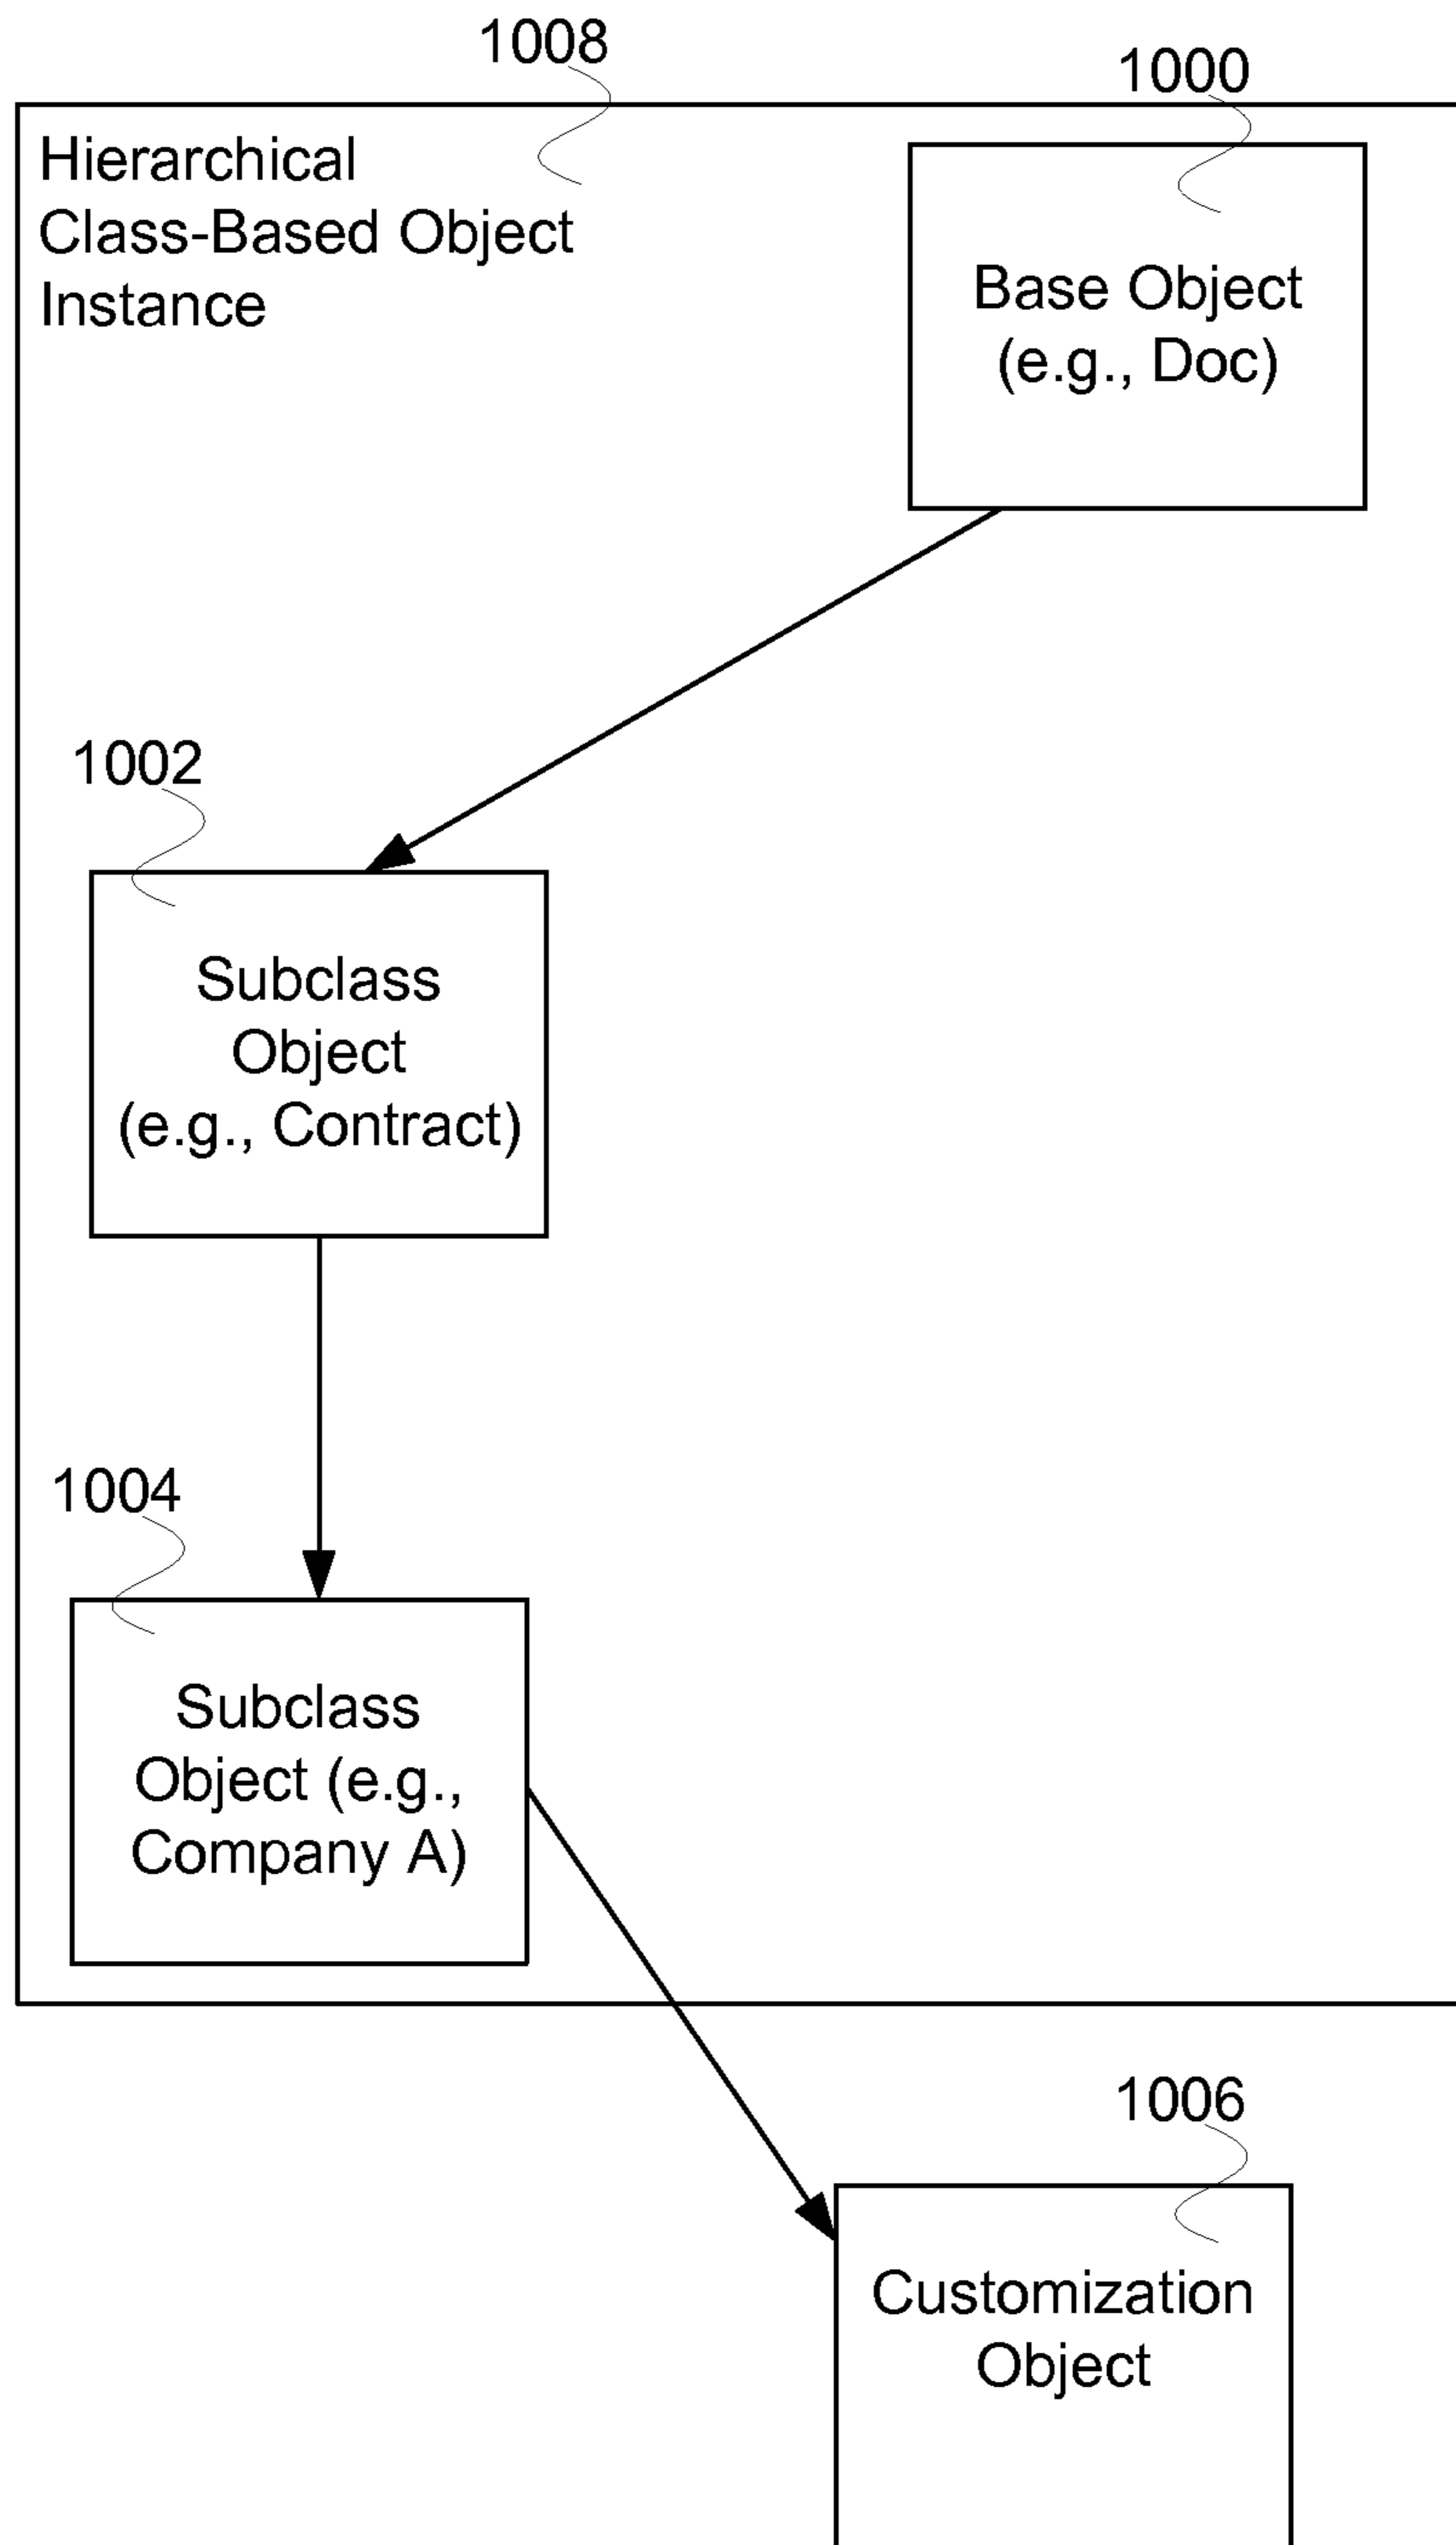 1008
1000
Hierarchical
Class-Based Object
Instance
Base Object
(e.g., Doc)
1002
Subclass
Object
(e.g., Contract)
1004
Subclass
Object (e.g.,
Company A)
1006
Customization
Object